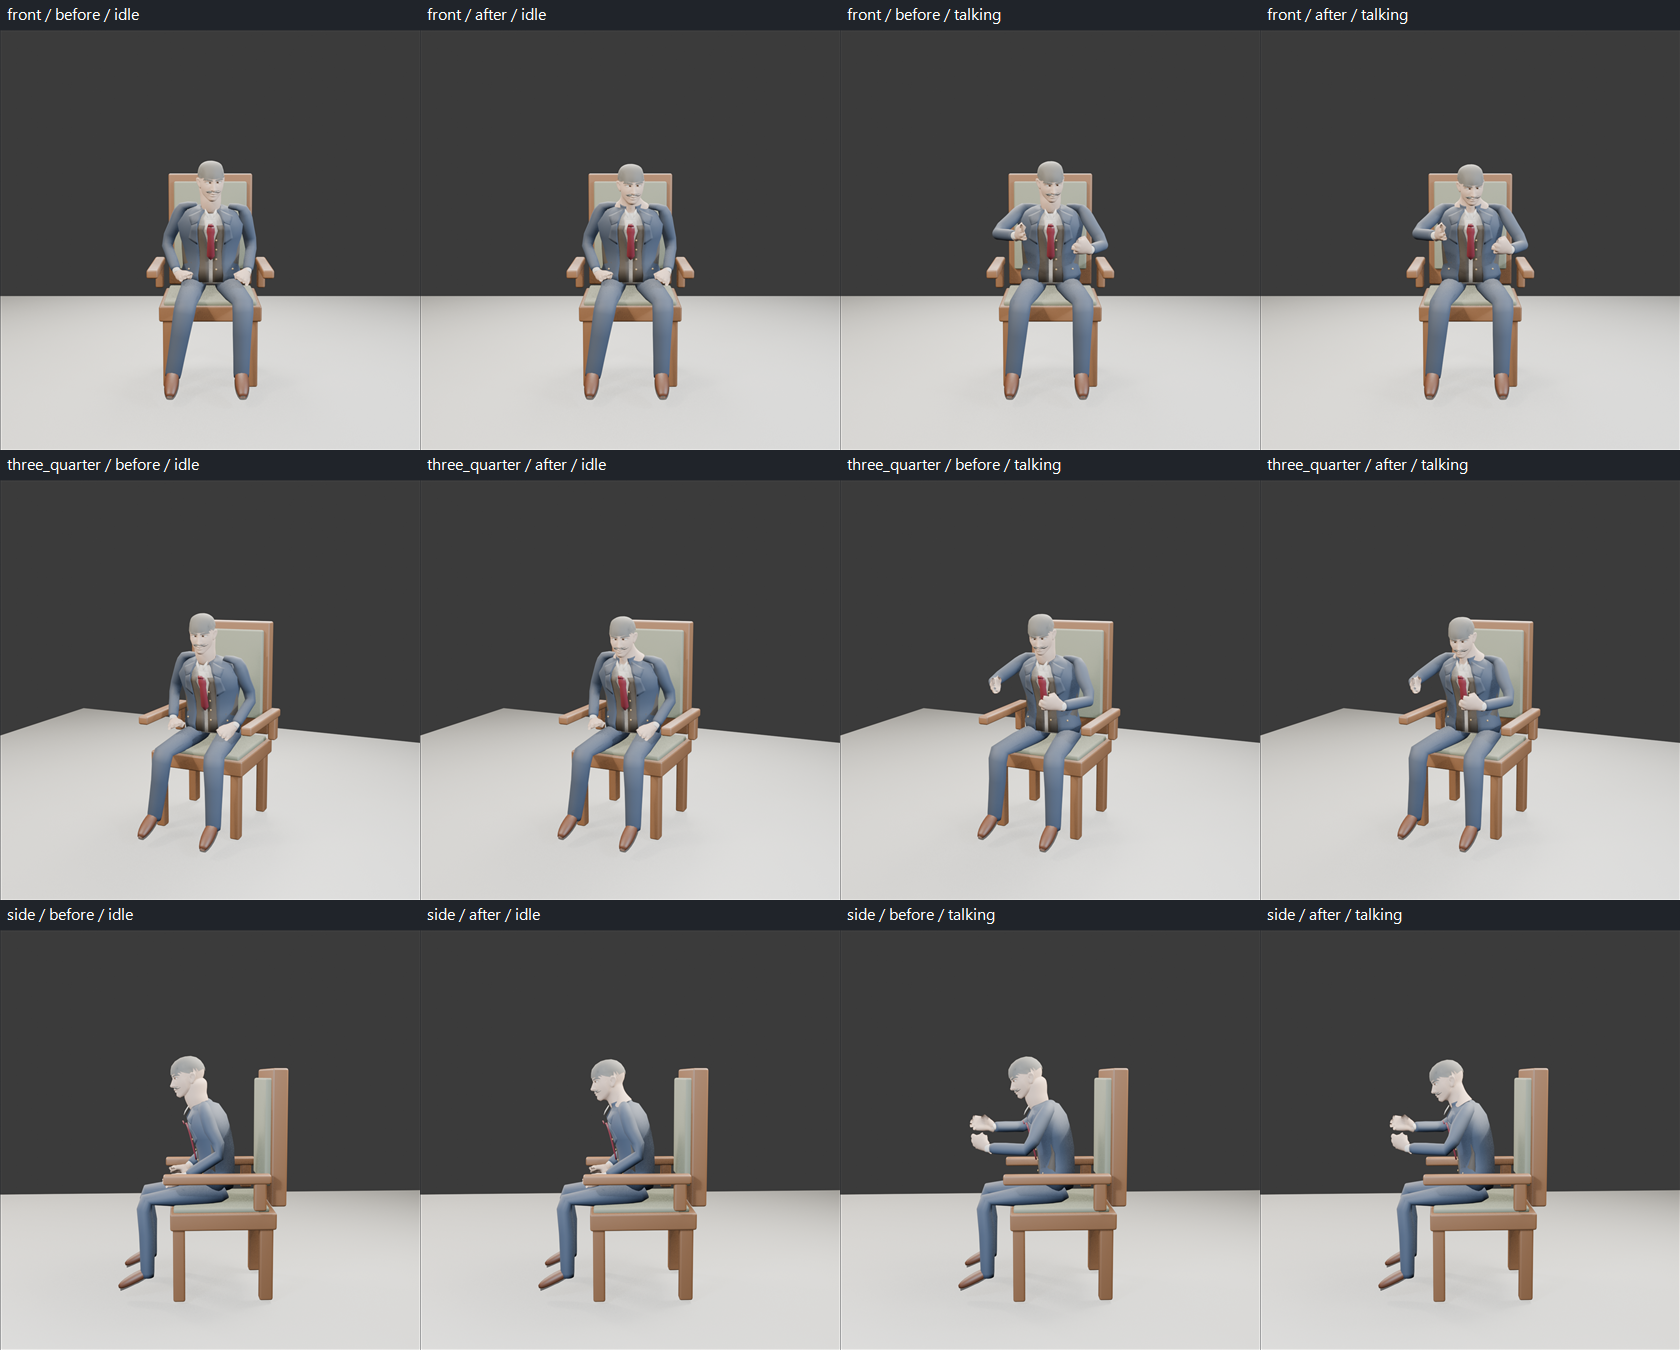 front / before / idle
front / after / idle
front / before / talking
front / after / talking
three_quarter / before / idle
three_quarter / after / idle
three_quarter / before / talking
three_quarter / after / talking
side / before / idle
side / after / idle
side / before / talking
side / after / talking